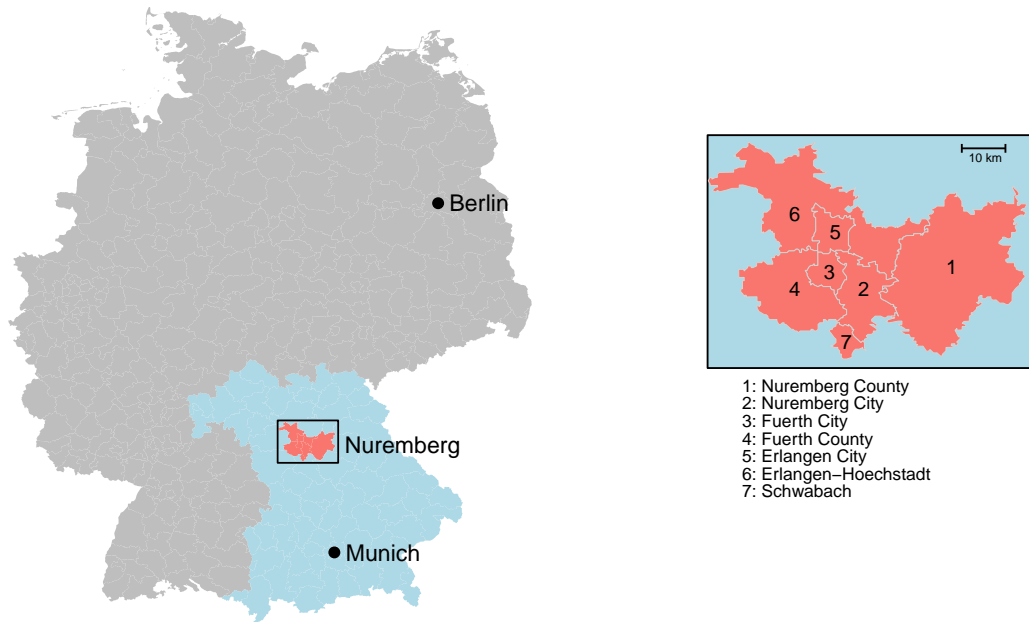 Berlin
Nuremberg
Munich
10 km
6
5
3
1
4
2
7
1: Nuremberg County
2: Nuremberg City
3: Fuerth City
4: Fuerth County
5: Erlangen City
6: Erlangen−Hoechstadt
7: Schwabach